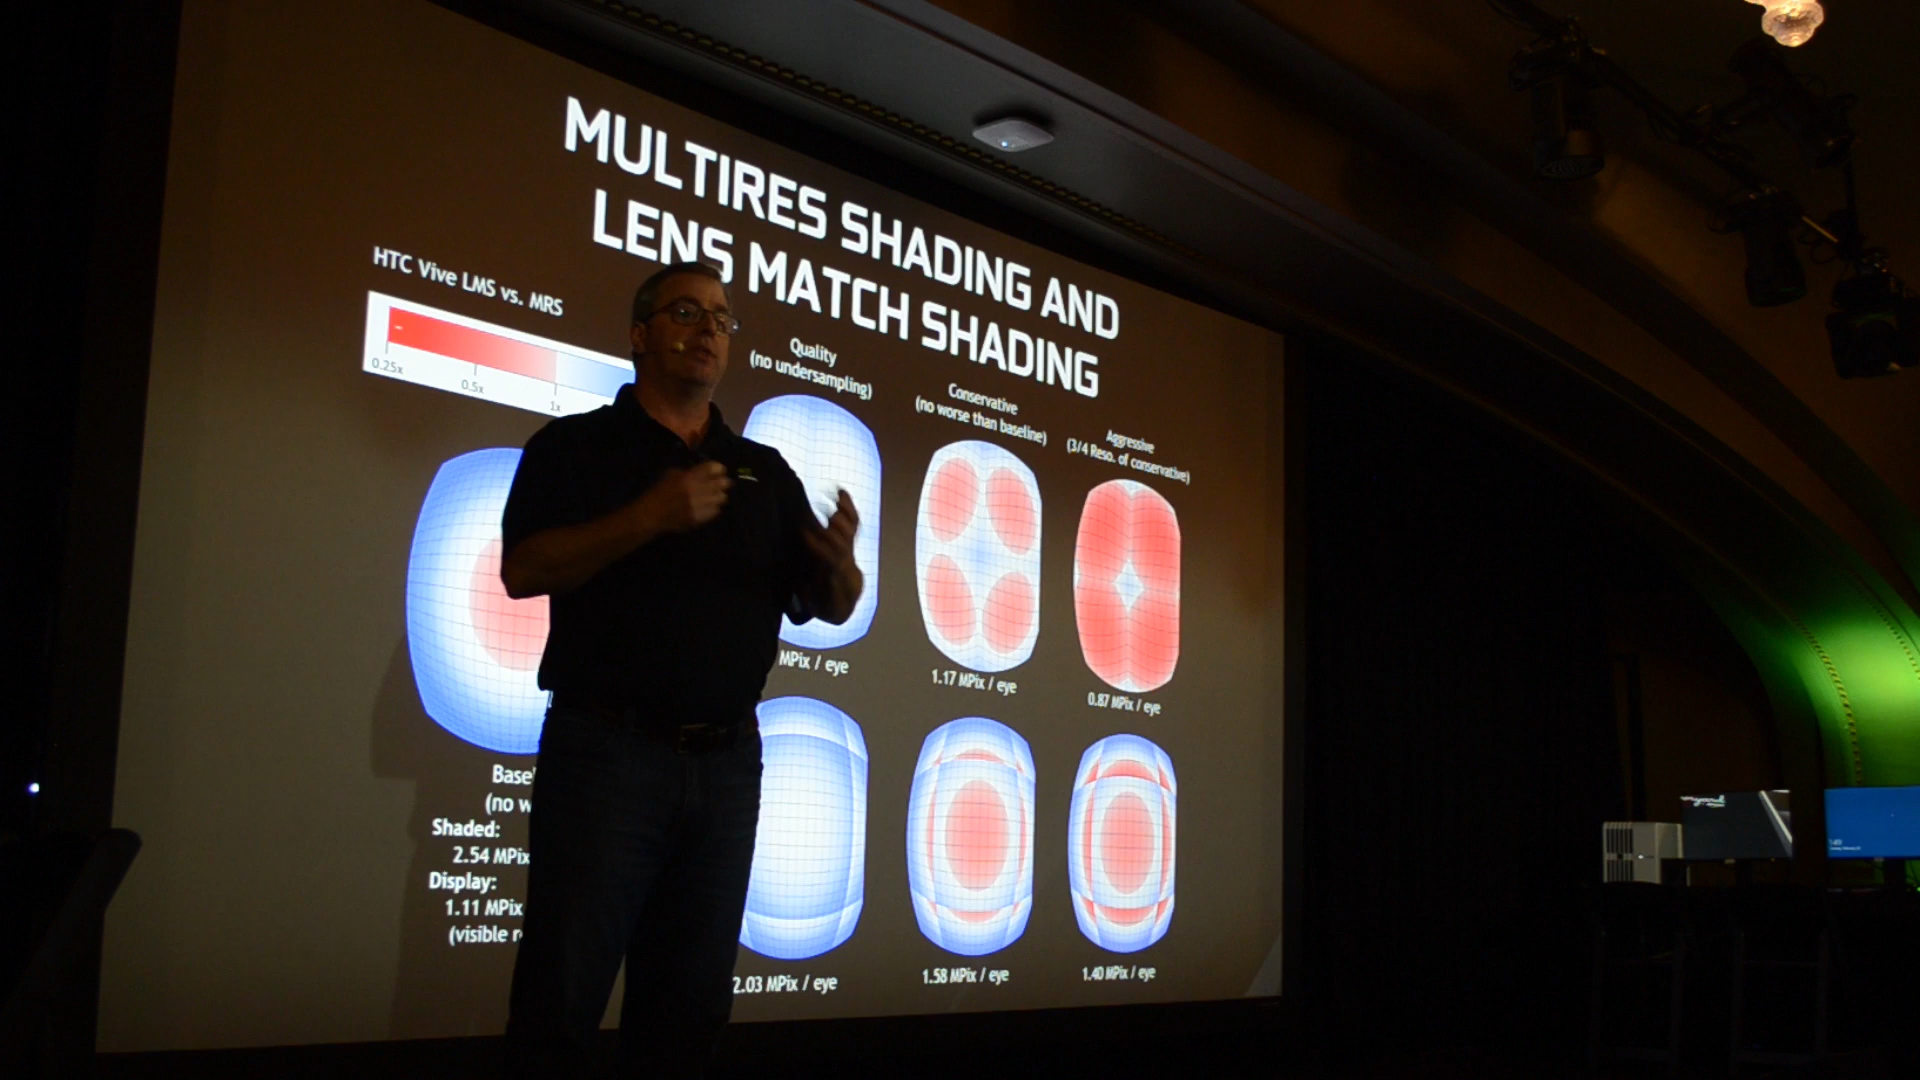 MULTIRES SHADING AND
LENS MATCH SHADING
HTC Vive LMS vs. MRS
0.25x
0.5x
1x
Quality
(no undersampling)
Conservative
(no worse than baseline)
Aggressive
(3/4 Reso. of conservative)
MPix / eye
1.17 MPix / eye
0.87 MPix / eye
Base
(no w
Shaded:
2.54 MPix
Display:
1.11 MPix
(visible r
2.03 MPix / eye
1.58 MPix / eye
1.40 MPix / eye